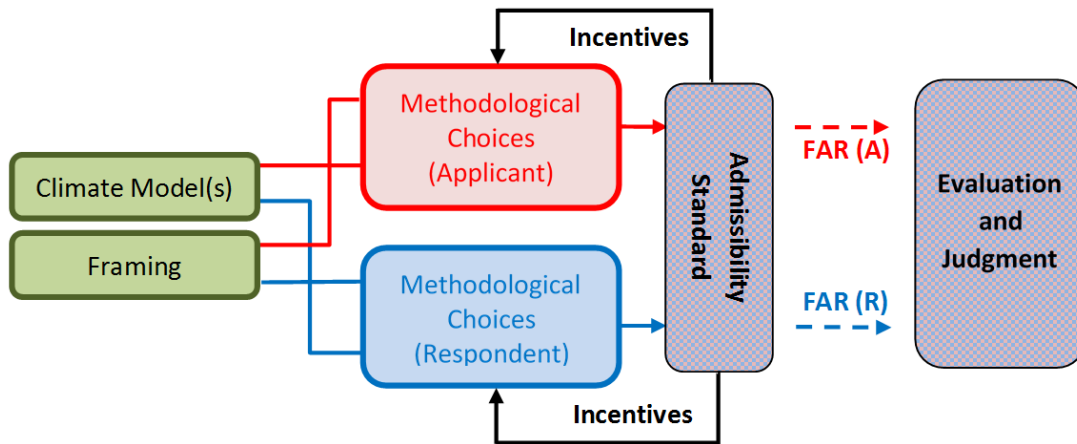 Incentives
Methodological
Choices
(Applicant)
Climate Model(s)
Framing
Methodological
Choices
(Respondent)
Incentives
Admissibility
Standard
FAR (A)
FAR (R)
Evaluation
and
Judgment